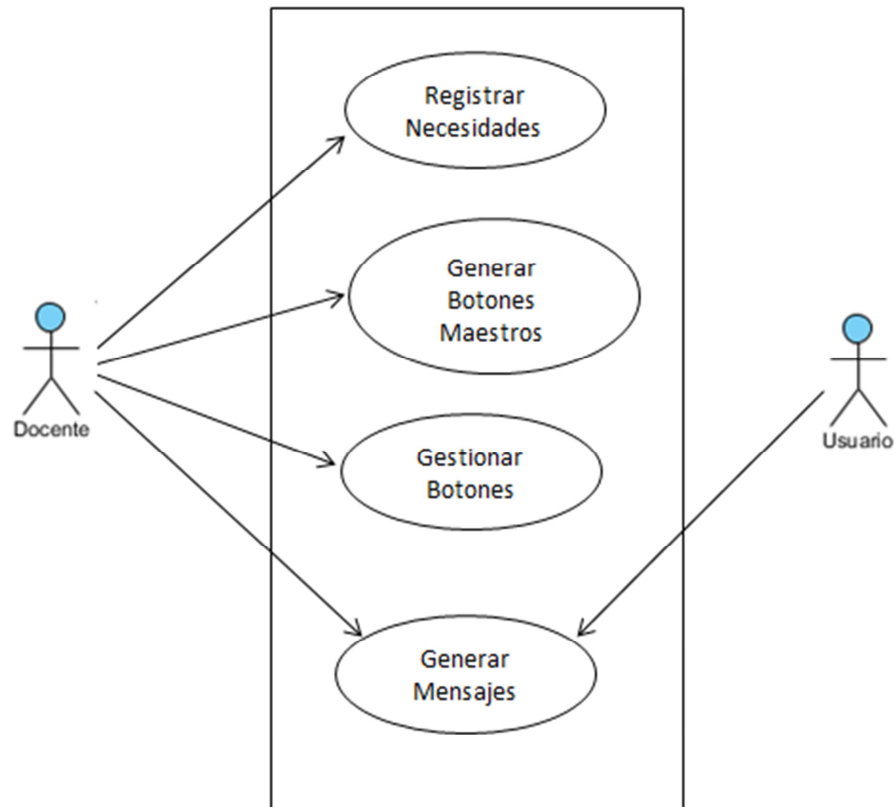 Registrar
Necesidades
Generar
Botones
Maestros
Docente
Usuario
Gestionar
Botones
Generar
Mensajes